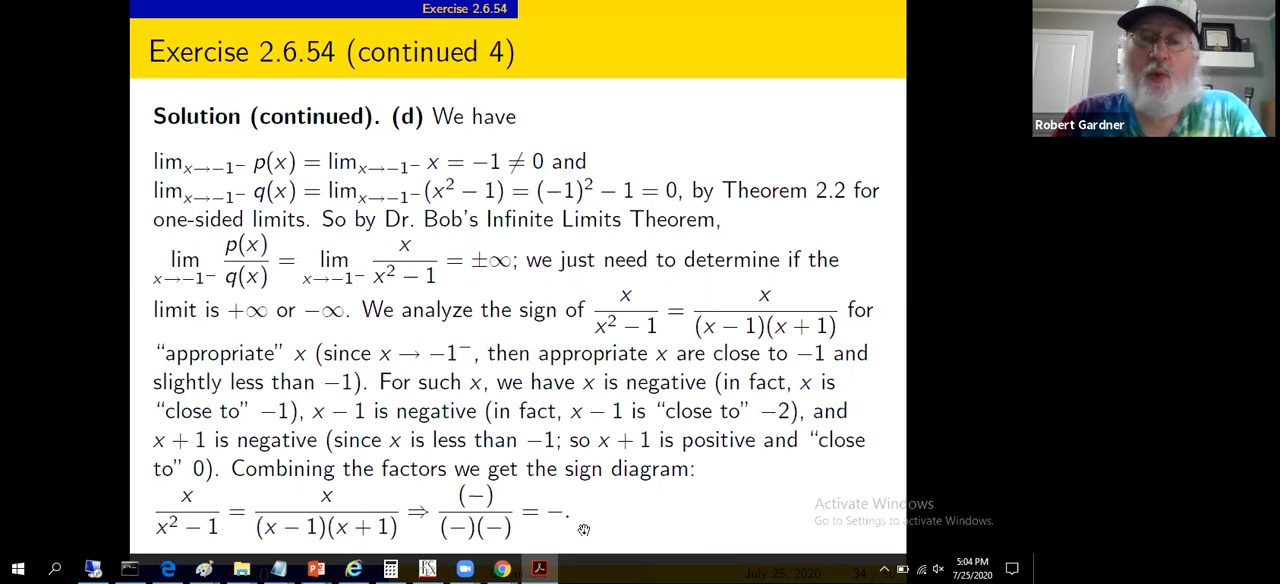 Exercise 2.6.54
Exercise 2.6.54 (continued 4)
Solution (continued). (d) We have
lim_{x→−1⁻} p(x) = lim_{x→−1⁻} x = −1 ≠ 0 and
lim_{x→−1⁻} q(x) = lim_{x→−1⁻}(x² − 1) = (−1)² − 1 = 0, by Theorem 2.2 for
one-sided limits. So by Dr. Bob's Infinite Limits Theorem,
lim_{x→−1⁻} p(x)/q(x) = lim_{x→−1⁻} x/(x² − 1) = ±∞; we just need to determine if the
limit is +∞ or −∞. We analyze the sign of x/(x² − 1) = x/((x − 1)(x + 1)) for
“appropriate” x (since x → −1⁻, then appropriate x are close to −1 and
slightly less than −1). For such x, we have x is negative (in fact, x is
“close to” −1), x − 1 is negative (in fact, x − 1 is “close to” −2), and
x + 1 is negative (since x is less than −1; so x + 1 is positive and “close
to” 0). Combining the factors we get the sign diagram:
x/(x² − 1) = x/((x − 1)(x + 1)) ⇒ (−)/((−)(−)) = −.
Robert Gardner
Activate Windows
Go to Settings to activate Windows.
July 25, 2020 34 /
5:04 PM
7/25/2020